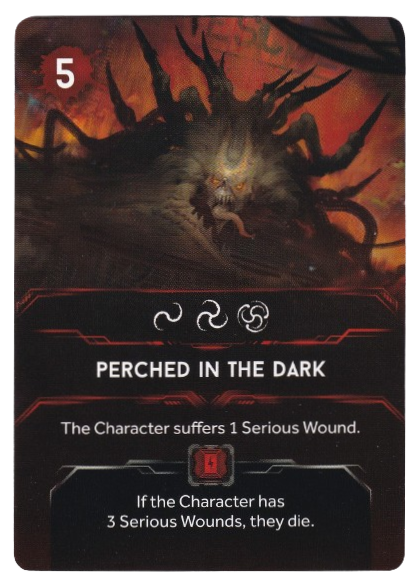 5
PERCHED IN THE DARK
The Character suffers 1 Serious Wound.
If the Character has
3 Serious Wounds, they die.